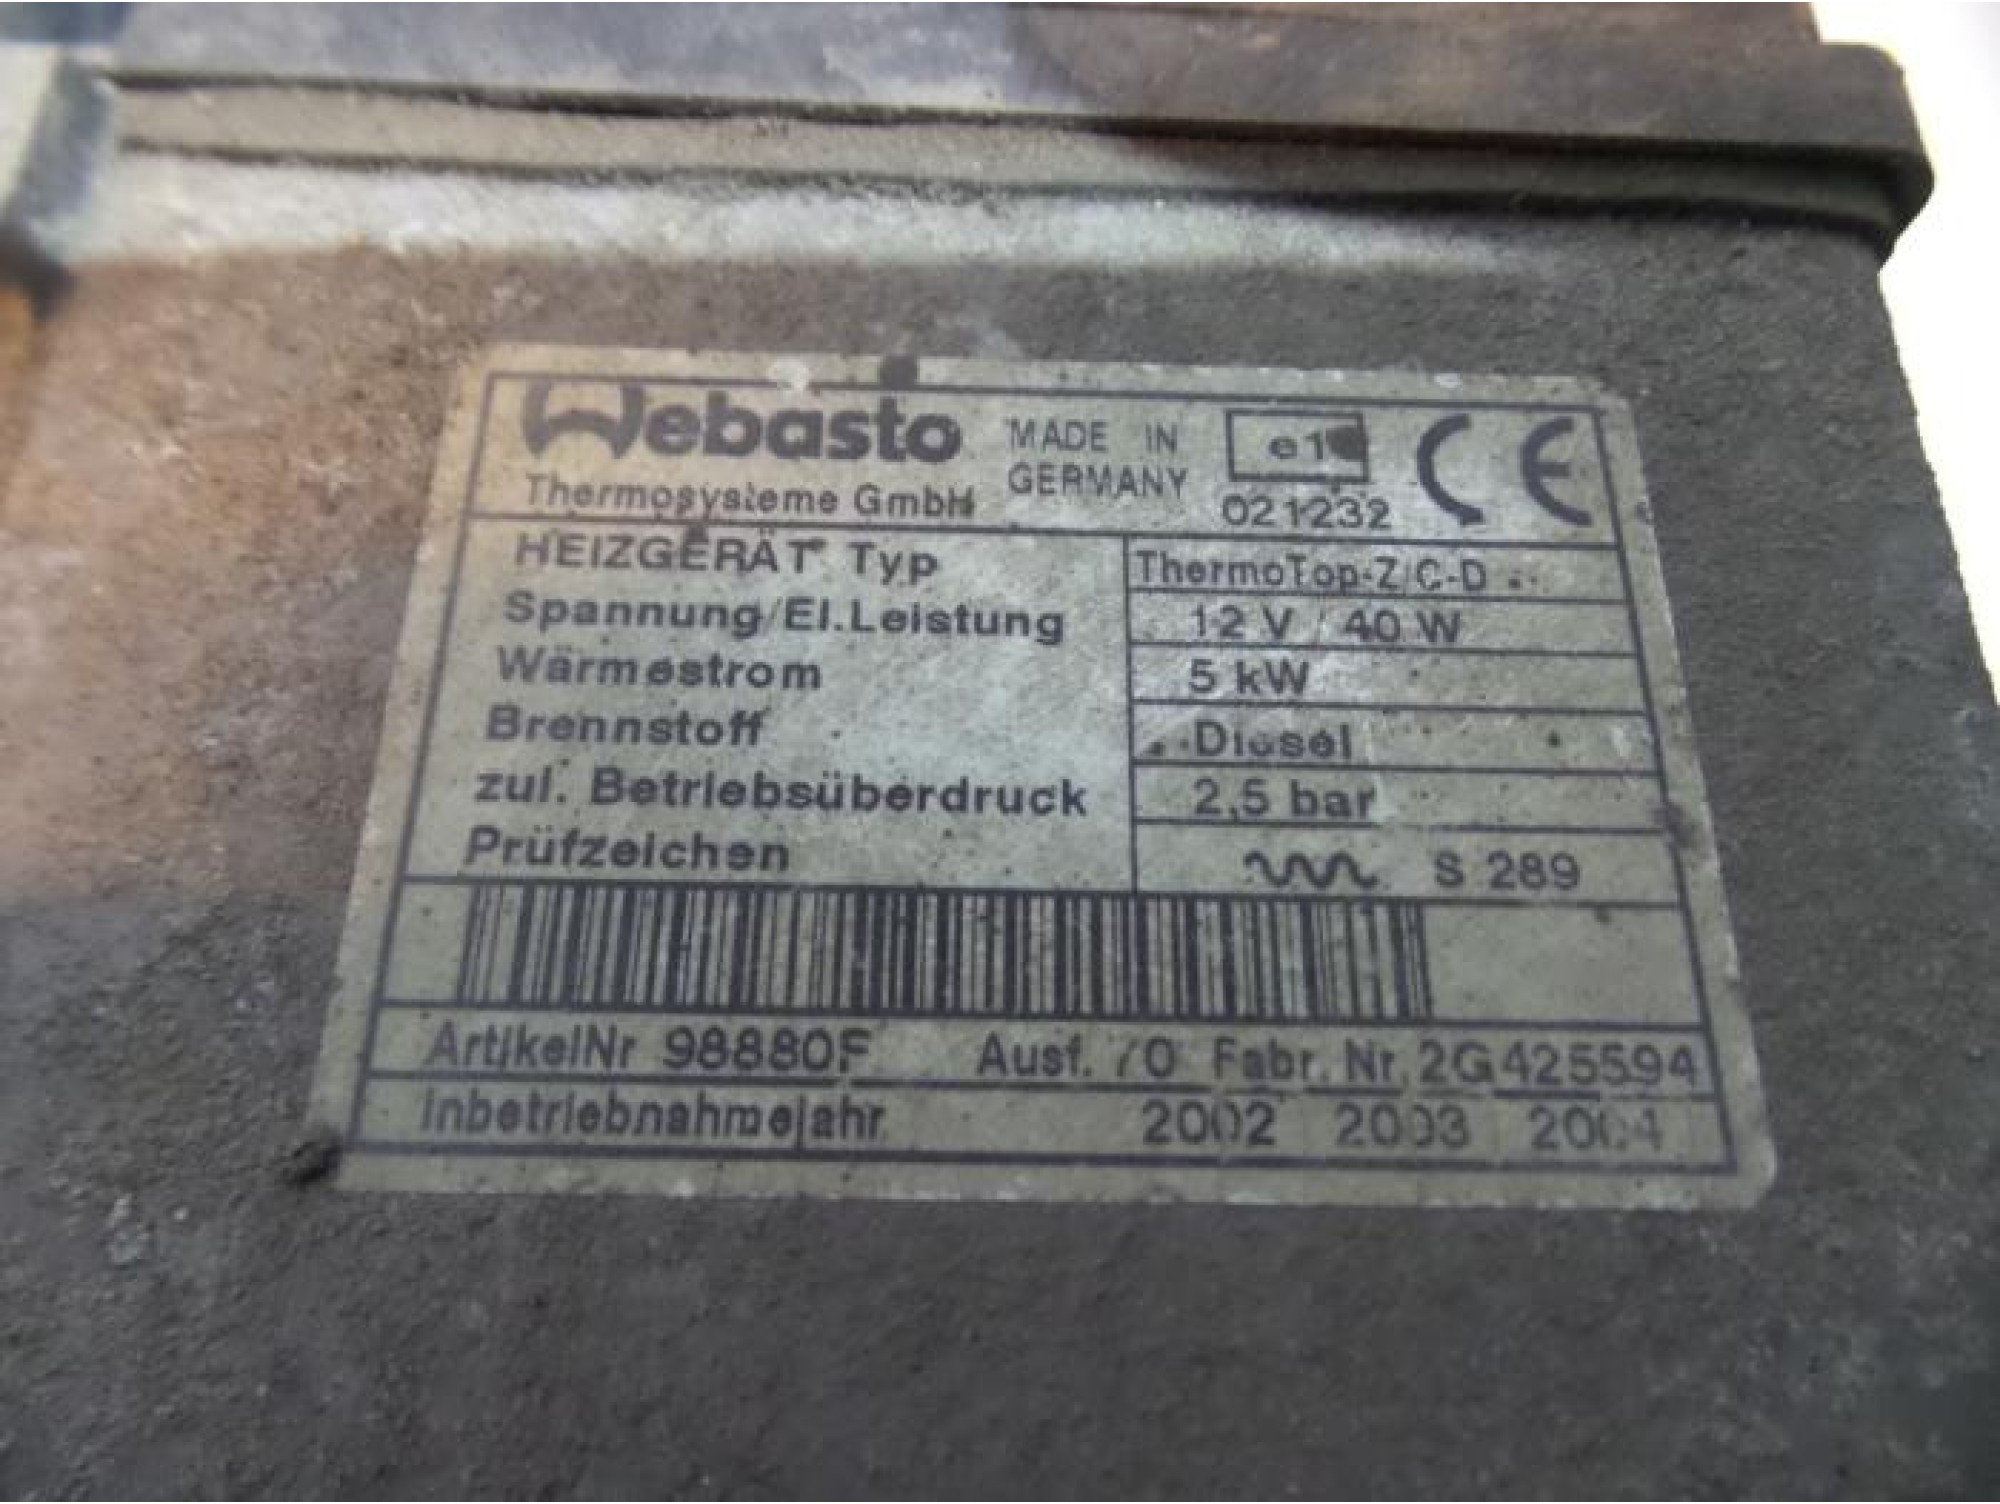 Webasto MADE IN e1 CE
Thermosysteme GmbH GERMANY 021232
HEIZGERÄT Typ ThermoTop-Z/C-D
Spannung/El.Leistung 12 V / 40 W
Wärmestrom 5 kW
Brennstoff Diesel
zul. Betriebsüberdruck 2,5 bar
Prüfzeichen S 289
ArtikelNr Ausf. Fabr. Nr. 2G425594
Inbetriebnahmejahr 2002 2003 2004